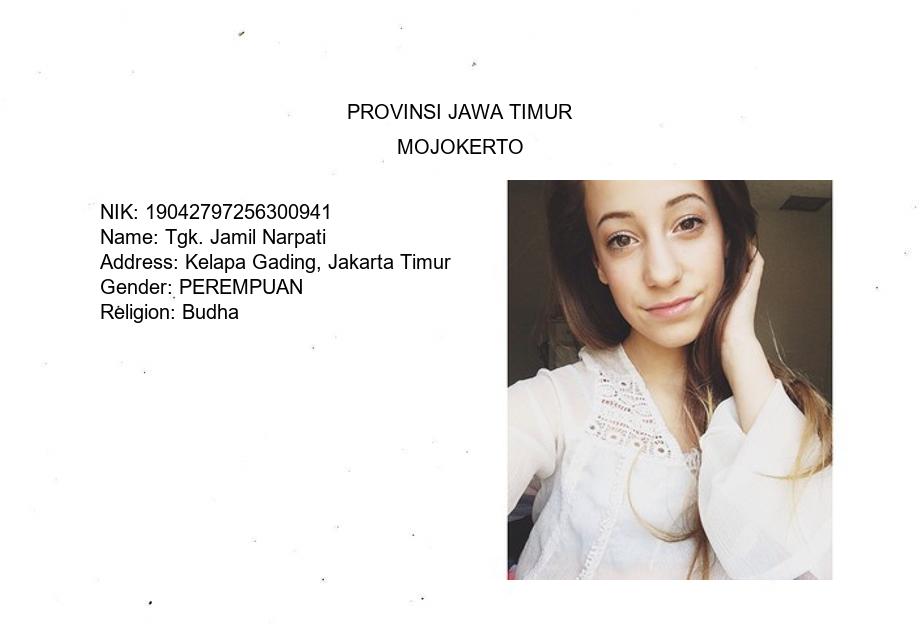 PROVINSI JAWA TIMUR
MOJOKERTO
NIK: 19042797256300941
Name: Tgk. Jamil Narpati
Address: Kelapa Gading, Jakarta Timur
Gender: PEREMPUAN
Religion: Budha